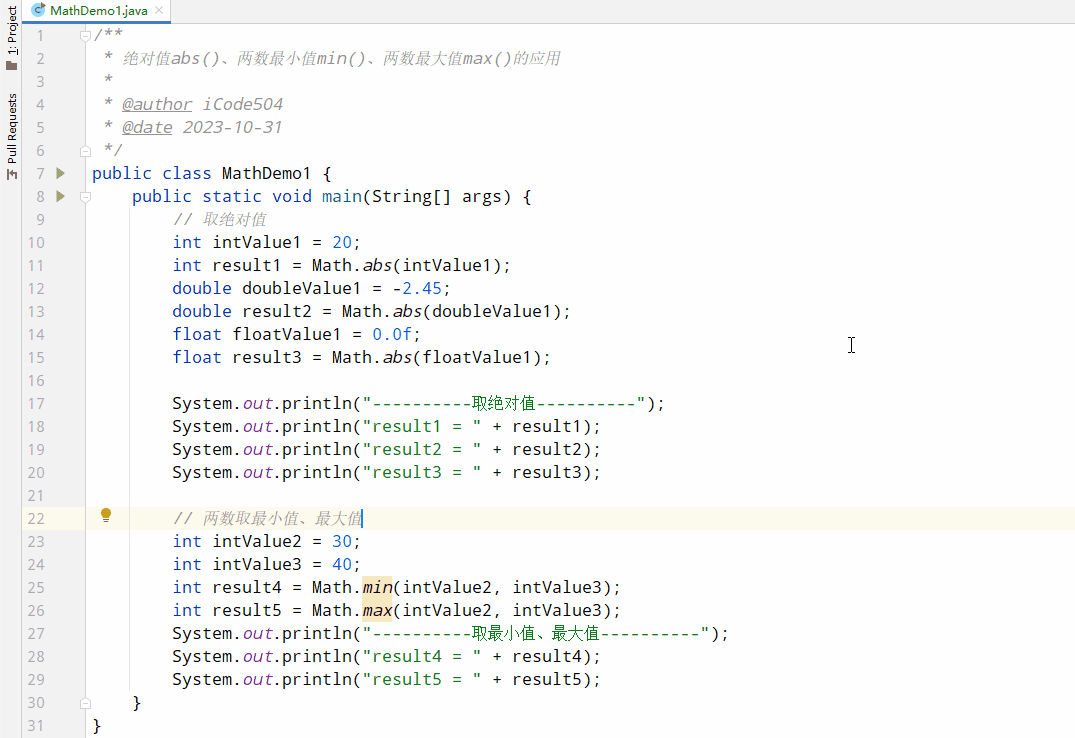 MathDemo1.java
1: Project
Pull Requests
1 /**
2 * 绝对值abs()、两数最小值min()、两数最大值max()的应用
3 *
4 * @author iCode504
5 * @date 2023-10-31
6 */
7 public class MathDemo1 {
8 public static void main(String[] args) {
9 // 取绝对值
10 int intValue1 = 20;
11 int result1 = Math.abs(intValue1);
12 double doubleValue1 = -2.45;
13 double result2 = Math.abs(doubleValue1);
14 float floatValue1 = 0.0f;
15 float result3 = Math.abs(floatValue1);
16
17 System.out.println("----------取绝对值----------");
18 System.out.println("result1 = " + result1);
19 System.out.println("result2 = " + result2);
20 System.out.println("result3 = " + result3);
21
22 // 两数取最小值、最大值
23 int intValue2 = 30;
24 int intValue3 = 40;
25 int result4 = Math.min(intValue2, intValue3);
26 int result5 = Math.max(intValue2, intValue3);
27 System.out.println("----------取最小值、最大值----------");
28 System.out.println("result4 = " + result4);
29 System.out.println("result5 = " + result5);
30 }
31 }